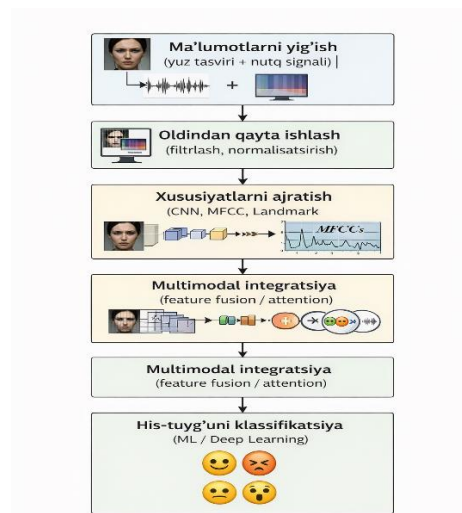 Ma'lumotlarni yig'ish
(yuz tasviri + nutq signali) |
+
Oldindan qayta ishlash
(filtrlash, normalisatsirish)
Xususiyatlarni ajratish
(CNN, MFCC, Landmark
MFCCs
Multimodal integratsiya
(feature fusion / attention)
Multimodal integratsiya
(feature fusion / attention)
His-tuyg'uni klassifikatsiya
(ML / Deep Learning)